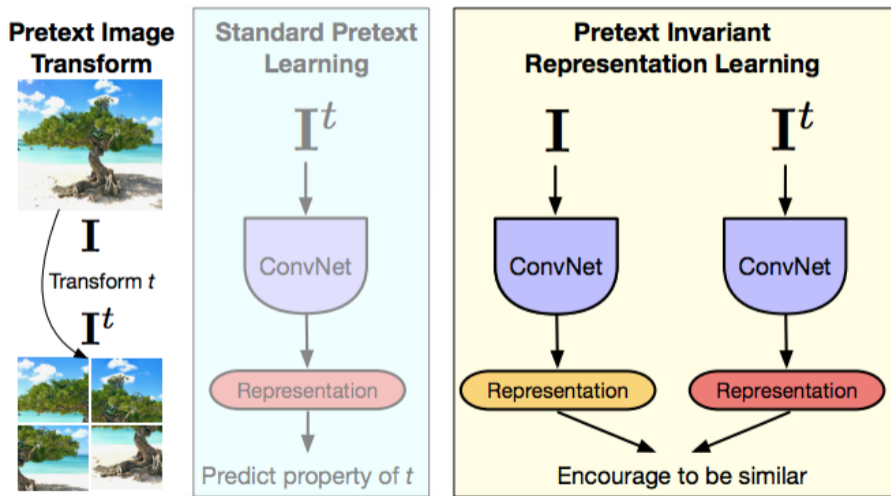 Pretext Image
Transform
I
Transform t
I^t
Standard Pretext
Learning
I^t
ConvNet
Representation
Predict property of t
Pretext Invariant
Representation Learning
I
I^t
ConvNet
ConvNet
Representation
Representation
Encourage to be similar